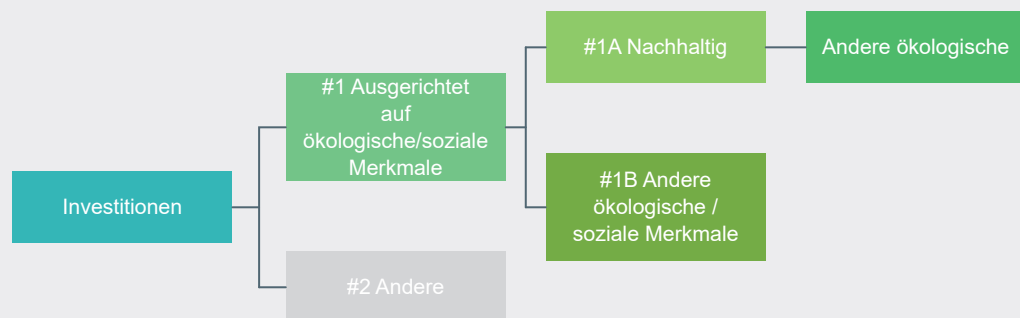 Investitionen
#1 Ausgerichtet
auf
ökologische/soziale
Merkmale
#2 Andere
#1A Nachhaltig
#1B Andere
ökologische /
soziale Merkmale
Andere ökologische